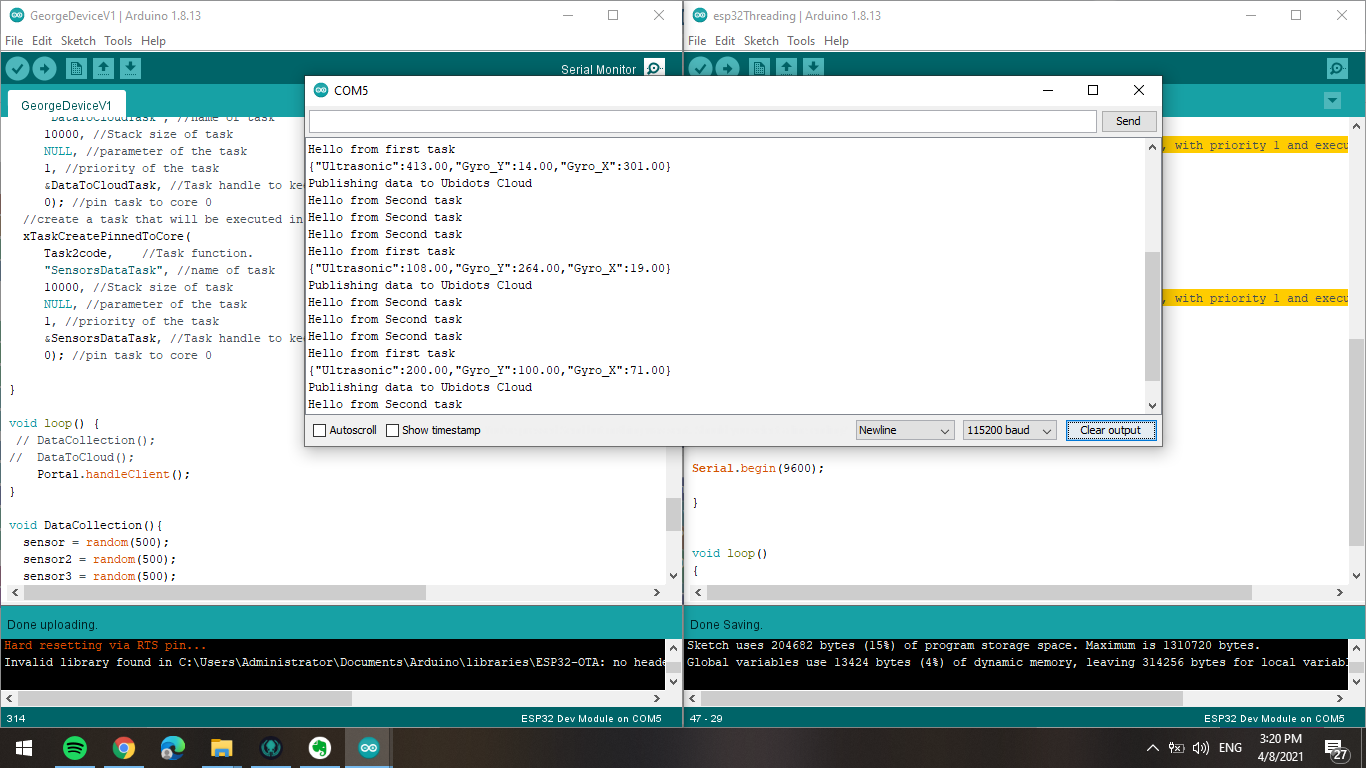 GeorgeDeviceV1 | Arduino 1.8.13
File Edit Sketch Tools Help
Serial Monitor
GeorgeDeviceV1
"DataToCloudTask", //name of task
10000, //Stack size of task
NULL, //parameter of the task
1, //priority of the task
&DataToCloudTask, //Task handle to
0); //pin task to core 0
//create a task that will be executed in
xTaskCreatePinnedToCore(
Task2code, //Task function.
"SensorsDataTask", //name of task
10000, //Stack size of task
NULL, //parameter of the task
1, //priority of the task
&SensorsDataTask, //Task handle to
0); //pin task to core 0
}
void loop() {
// DataCollection();
// DataToCloud();
Portal.handleClient();
}
void DataCollection(){
sensor = random(500);
sensor2 = random(500);
sensor3 = random(500);
Done uploading.
Hard resetting via RTS pin...
Invalid library found in C:\Users\Administrator\Documents\Arduino\libraries\ESP32-OTA: no heade
314
ESP32 Dev Module on COM5
esp32Threading | Arduino 1.8.13
File Edit Sketch Tools Help
, with priority 1 and execu
, with priority 1 and execu
Serial.begin(9600);
}
void loop()
{
Done Saving.
Sketch uses 204682 bytes (15%) of program storage space. Maximum is 1310720 bytes.
Global variables use 13424 bytes (4%) of dynamic memory, leaving 314256 bytes for local variabl
47 - 29
ESP32 Dev Module on COM5
COM5
Send
Hello from first task
{"Ultrasonic":413.00,"Gyro_Y":14.00,"Gyro_X":301.00}
Publishing data to Ubidots Cloud
Hello from Second task
Hello from Second task
Hello from Second task
Hello from first task
{"Ultrasonic":108.00,"Gyro_Y":264.00,"Gyro_X":19.00}
Publishing data to Ubidots Cloud
Hello from Second task
Hello from Second task
Hello from Second task
Hello from first task
{"Ultrasonic":200.00,"Gyro_Y":100.00,"Gyro_X":71.00}
Publishing data to Ubidots Cloud
Hello from Second task
Autoscroll Show timestamp Newline 115200 baud Clear output
ENG
3:20 PM
4/8/2021
27